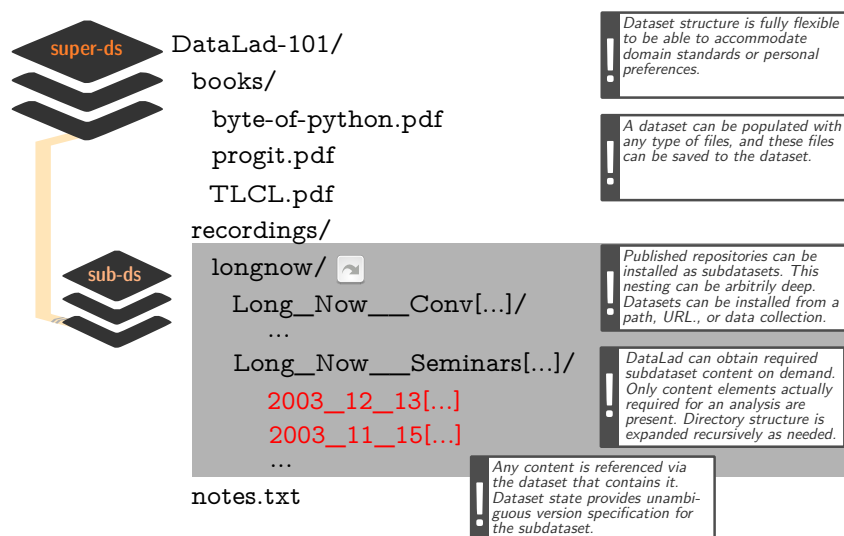 super-ds
DataLad-101/
books/
byte-of-python.pdf
progit.pdf
TLCL.pdf
recordings/
sub-ds
longnow/
Long_Now__Conv[...]/
...
Long_Now__Seminars[...]/
2003_12_13[...]
2003_11_15[...]
...
notes.txt
!
Dataset structure is fully flexible
to be able to accommodate
domain standards or personal
preferences.
!
A dataset can be populated with
any type of files, and these files
can be saved to the dataset.
!
Published repositories can be
installed as subdatasets. This
nesting can be arbitrily deep.
Datasets can be installed from a
path, URL., or data collection.
!
DataLad can obtain required
subdataset content on demand.
Only content elements actually
required for an analysis are
present. Directory structure is
expanded recursively as needed.
!
Any content is referenced via
the dataset that contains it.
Dataset state provides unambi-
guous version specification for
the subdataset.